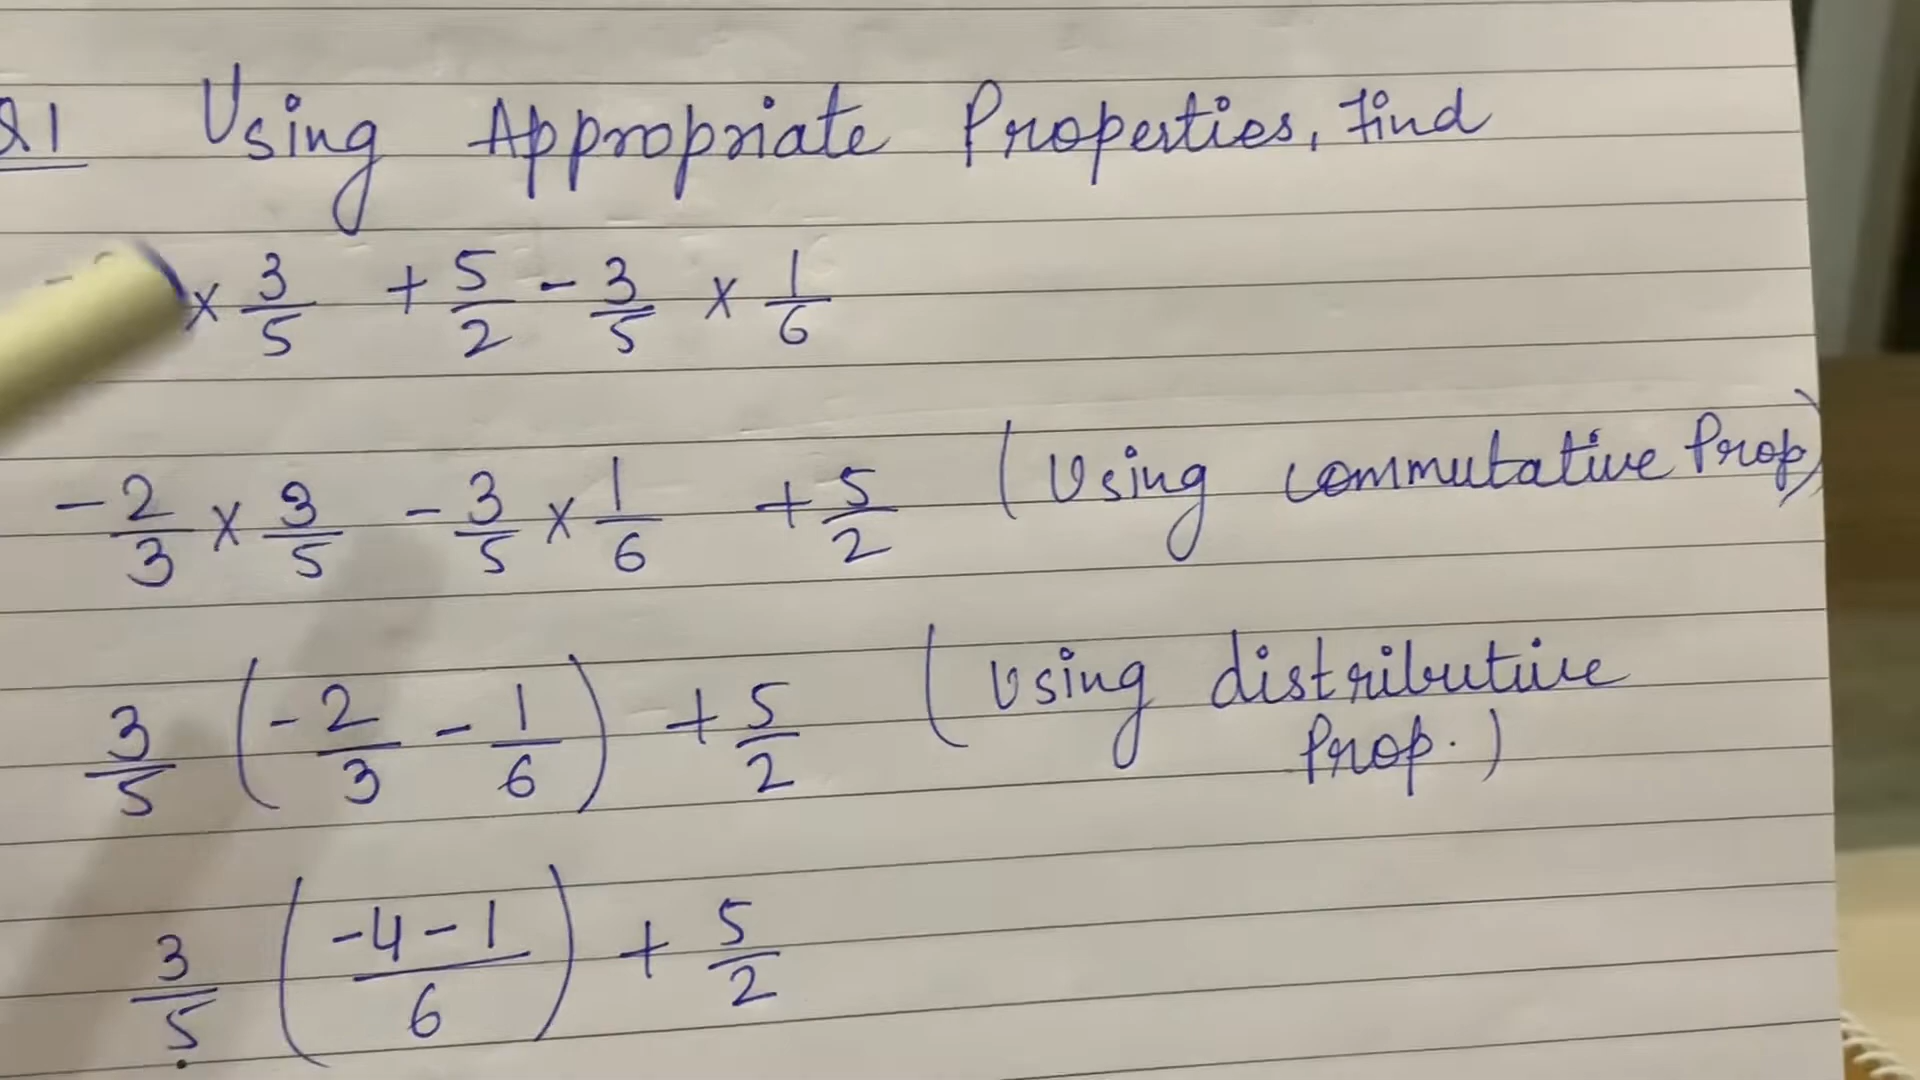 Q1 Using Appropriate Properties, find
× 3/5 + 5/2 - 3/5 × 1/6
-2/3 × 3/5 - 3/5 × 1/6 + 5/2 (Using commutative Prop)
3/5 (-2/3 - 1/6) + 5/2 (Using distributive
Prop.)
3/5 (-4-1/6) + 5/2